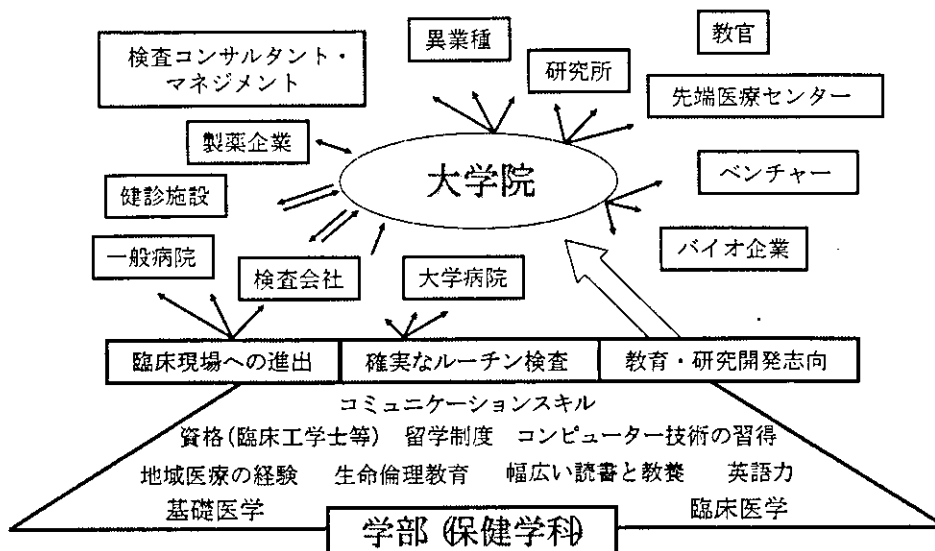 検査コンサルタント・
マネジメント
異業種
教官
研究所
先端医療センター
製薬企業
大学院
健診施設
ベンチャー
一般病院
検査会社
大学病院
バイオ企業
臨床現場への進出
確実なルーチン検査
教育・研究開発志向
コミュニケーションスキル
資格(臨床工学士等) 留学制度 コンピューター技術の習得
地域医療の経験 生命倫理教育 幅広い読書と教養 英語力
基礎医学 臨床医学
学部(保健学科)